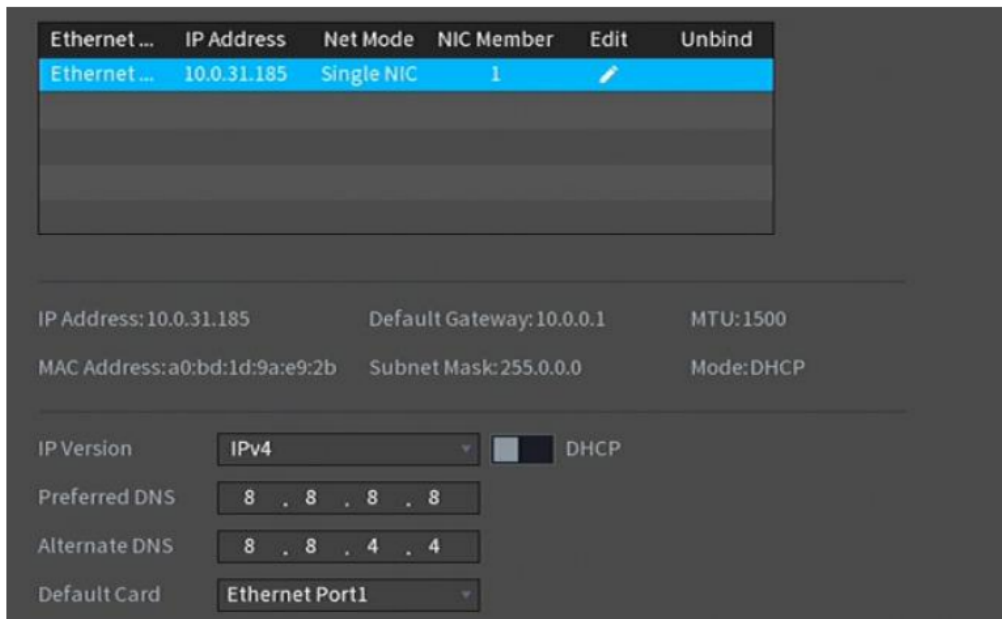 Ethernet ... IP Address Net Mode NIC Member Edit Unbind
Ethernet ... 10.0.31.185 Single NIC 1
IP Address:10.0.31.185 Default Gateway:10.0.0.1 MTU:1500
MAC Address:a0:bd:1d:9a:e9:2b Subnet Mask:255.0.0.0 Mode:DHCP
IP Version IPv4 DHCP
Preferred DNS 8 . 8 . 8 . 8
Alternate DNS 8 . 8 . 4 . 4
Default Card Ethernet Port1